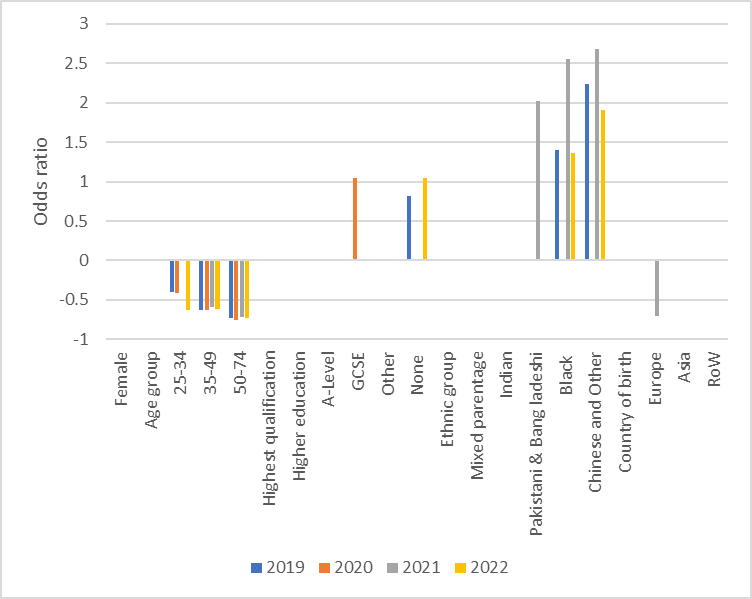 3
2.5
2
1.5
1
0.5
0
-0.5
-1
Odds ratio
Female
Age group
25-34
35-49
50-74
Highest qualification
Higher education
A-Level
GCSE
Other
None
Ethnic group
Mixed parentage
Indian
Pakistani & Bang ladeshi
Black
Chinese and Other
Country of birth
Europe
Asia
RoW
2019 2020 2021 2022